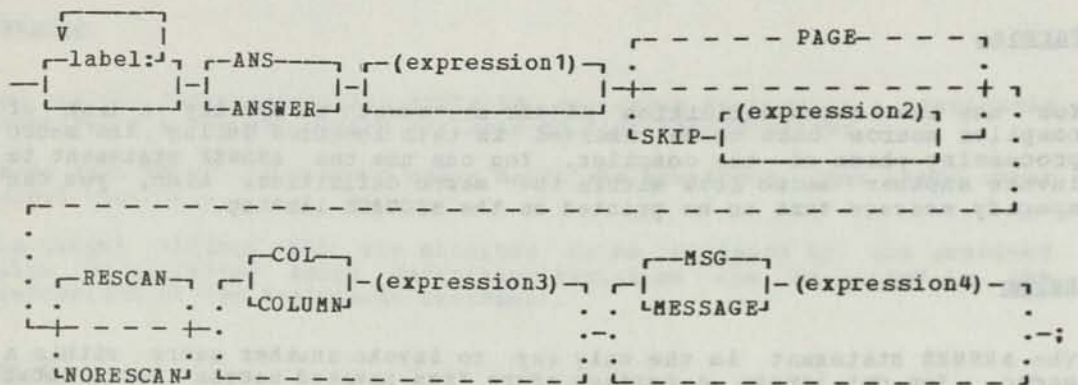 V
label: ANS (expression1) PAGE
ANSWER SKIP (expression2)
RESCAN COL (expression3) MSG (expression4)
COLUMN MESSAGE
NORESCAN ;